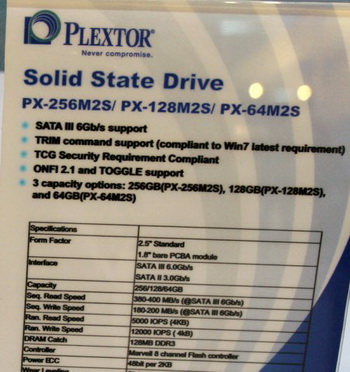 PLEXTOR®
Never compromise.
Solid State Drive
PX-256M2S/ PX-128M2S/ PX-64M2S
SATA III 6Gb/s support
TRIM command support (compliant to Win7 latest requirement)
TCG Security Requirement Compliant
ONFI 2.1 and TOGGLE support
3 capacity options: 256GB(PX-256M2S), 128GB(PX-128M2S),
and 64GB(PX-64M2S)
Specifications
Form Factor 2.5" Standard
1.8" bare PCBA module
Interface SATA III 6.0Gb/s
SATA II 3.0Gb/s
Capacity 256/128/64GB
Seq. Read Speed 380-400 MB/s (@SATA III 6Gb/s)
Seq. Write Speed 180-200 MB/s (@SATA III 6Gb/s)
Ran. Read Speed 5000 IOPS (4KB)
Ran. Write Speed 12000 IOPS ( 4kB)
DRAM Catch 128MB DDR3
Controller Marvell 8 channel Flash controller
Power ECC 48bit per 2KB
Wear Leveling